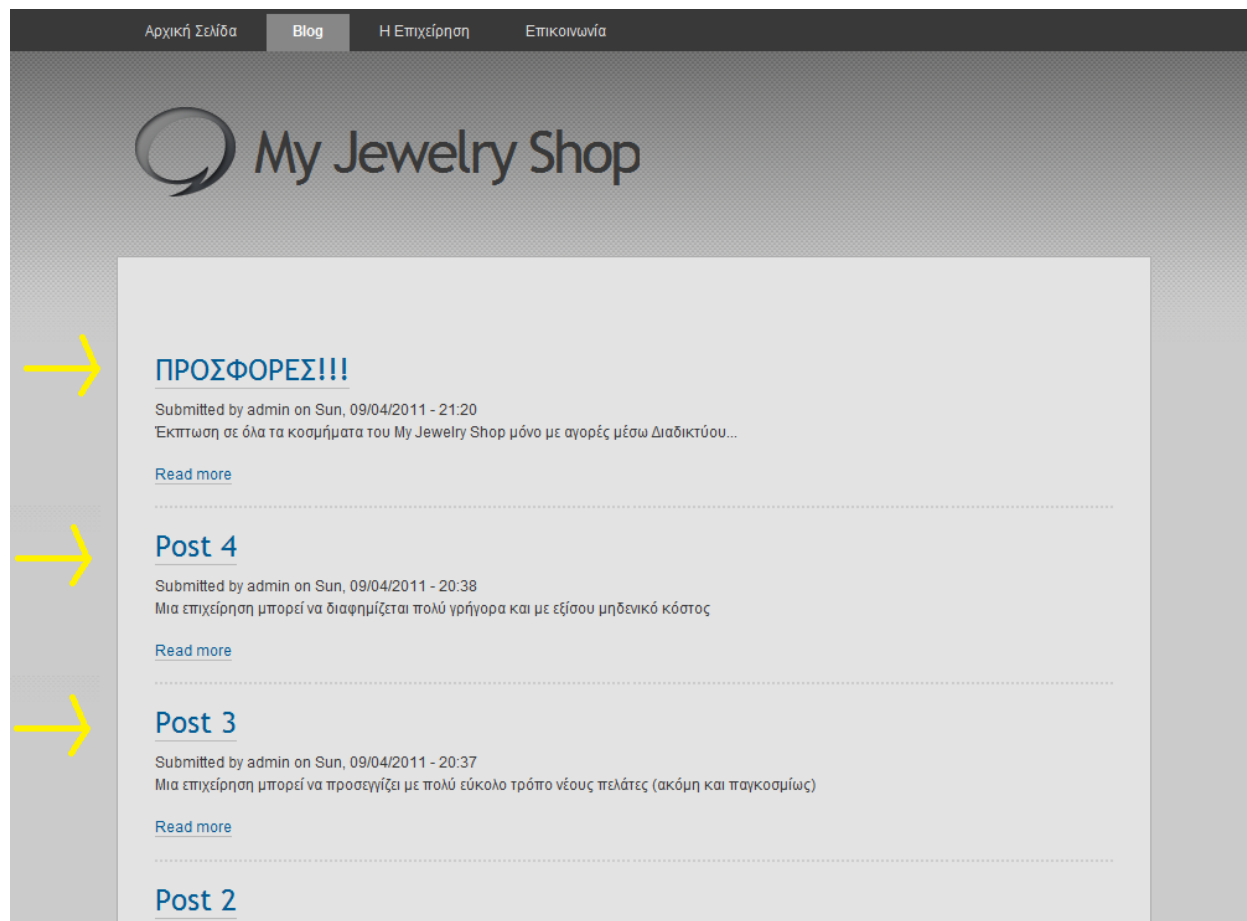 Αρχική Σελίδα Blog Η Επιχείρηση Επικοινωνία
My Jewelry Shop
ΠΡΟΣΦΟΡΕΣ!!!
Submitted by admin on Sun, 09/04/2011 - 21:20
Έκπτωση σε όλα τα κοσμήματα του My Jewelry Shop μόνο με αγορές μέσω Διαδικτύου...
Read more
Post 4
Submitted by admin on Sun, 09/04/2011 - 20:38
Μια επιχείρηση μπορεί να διαφημίζεται πολύ γρήγορα και με εξίσου μηδενικό κόστος
Read more
Post 3
Submitted by admin on Sun, 09/04/2011 - 20:37
Μια επιχείρηση μπορεί να προσεγγίζει με πολύ εύκολο τρόπο νέους πελάτες (ακόμη και παγκοσμίως)
Read more
Post 2